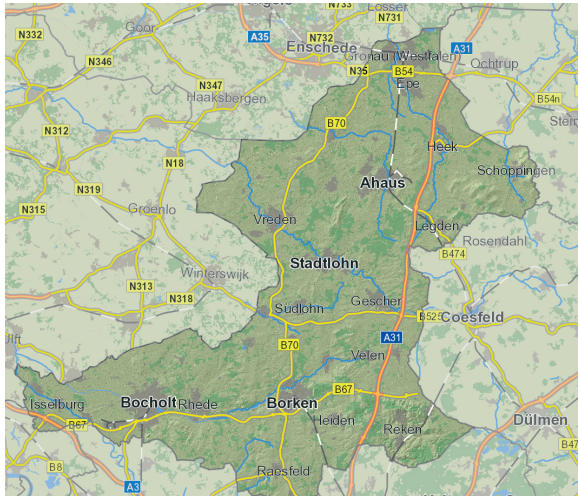 N733
Losser
N731
N332
Goor
A35
N732
Enschede
A31
N346
Gronau (Westfalen)
N35
B54
Ochtrup
N347
Epe
Haaksbergen
B54n
N312
B70
N18
Heek
Schöppingen
Ahaus
N319
N315
Groenlo
Vreden
Legden
Rosendahl
B474
Stadtlohn
Winterswijk
N313
N318
Gescher
Südlohn
B525
Coesfeld
A31
B70
Velen
B67
Isselburg
Bocholt
Rhede
Borken
Heiden
Dülmen
B67
Reken
B8
Raesfeld
A3